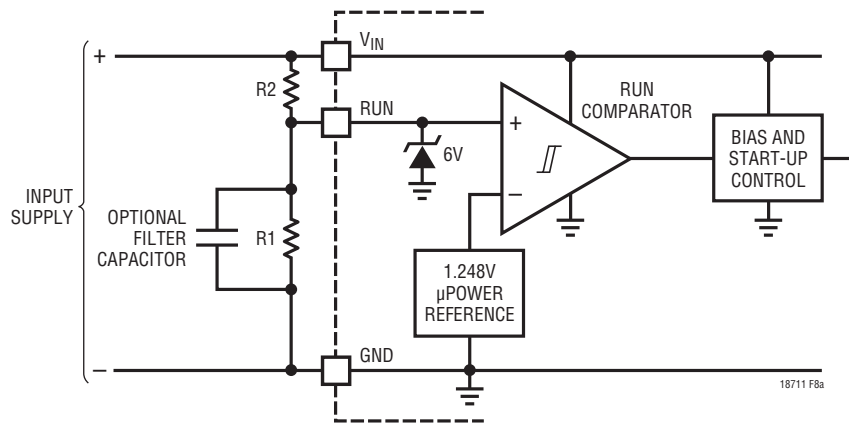 +
V_IN
R2
RUN
6V
+
−
RUN
COMPARATOR
BIAS AND
START-UP
CONTROL
INPUT
SUPPLY
OPTIONAL
FILTER
CAPACITOR
R1
1.248V
µPOWER
REFERENCE
−
GND
18711 F8a